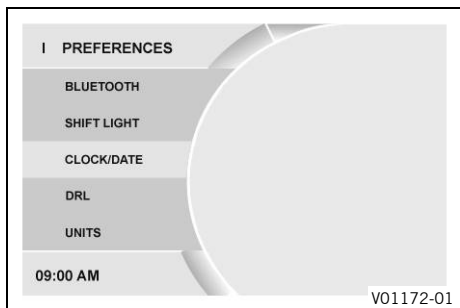 I PREFERENCES
BLUETOOTH
SHIFT LIGHT
CLOCK/DATE
DRL
UNITS
09:00 AM
V01172-01